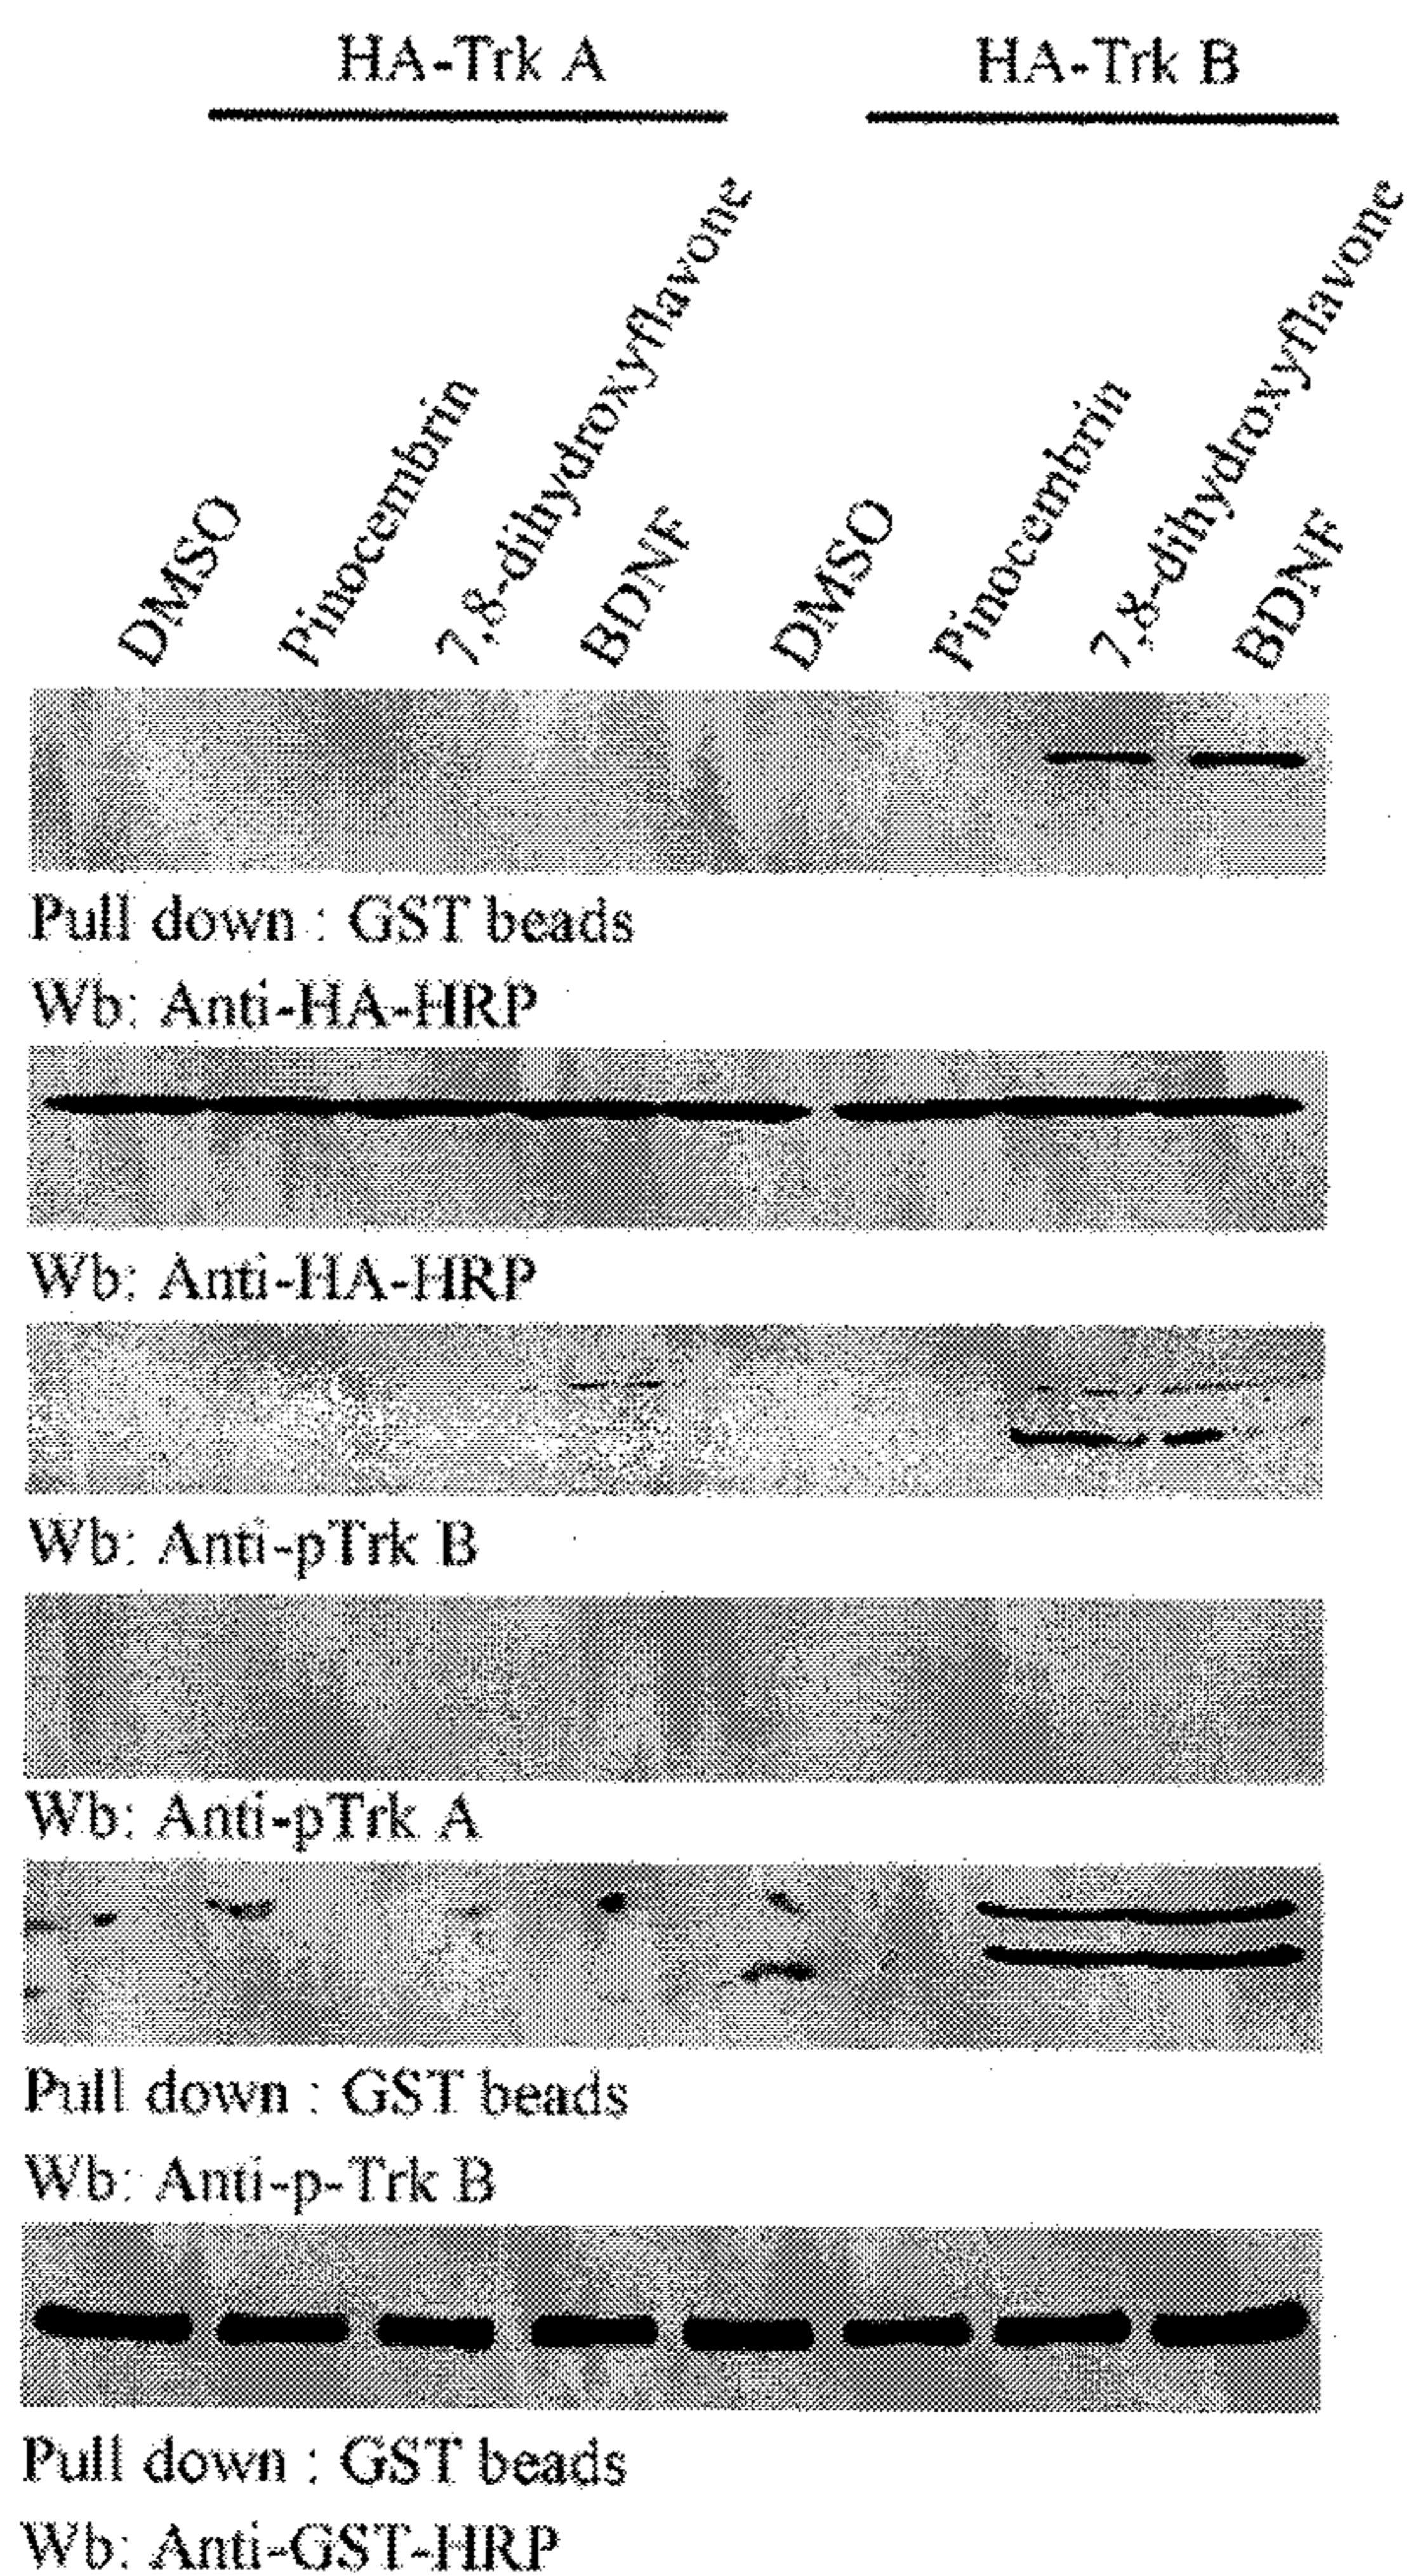 HA-Trk A
HA-Trk B
DMSO
Pinocembrin
7,8-dihydroxyflavone
BDNF
DMSO
Pinocembrin
7,8-dihydroxyflavone
BDNF
Pull down : GST beads
Wb: Anti-HA-HRP
Wb: Anti-HA-HRP
Wb: Anti-pTrk B
Wb: Anti-pTrk A
Pull down : GST beads
Wb: Anti-p-Trk B
Pull down : GST beads
Wb: Anti-GST-HRP